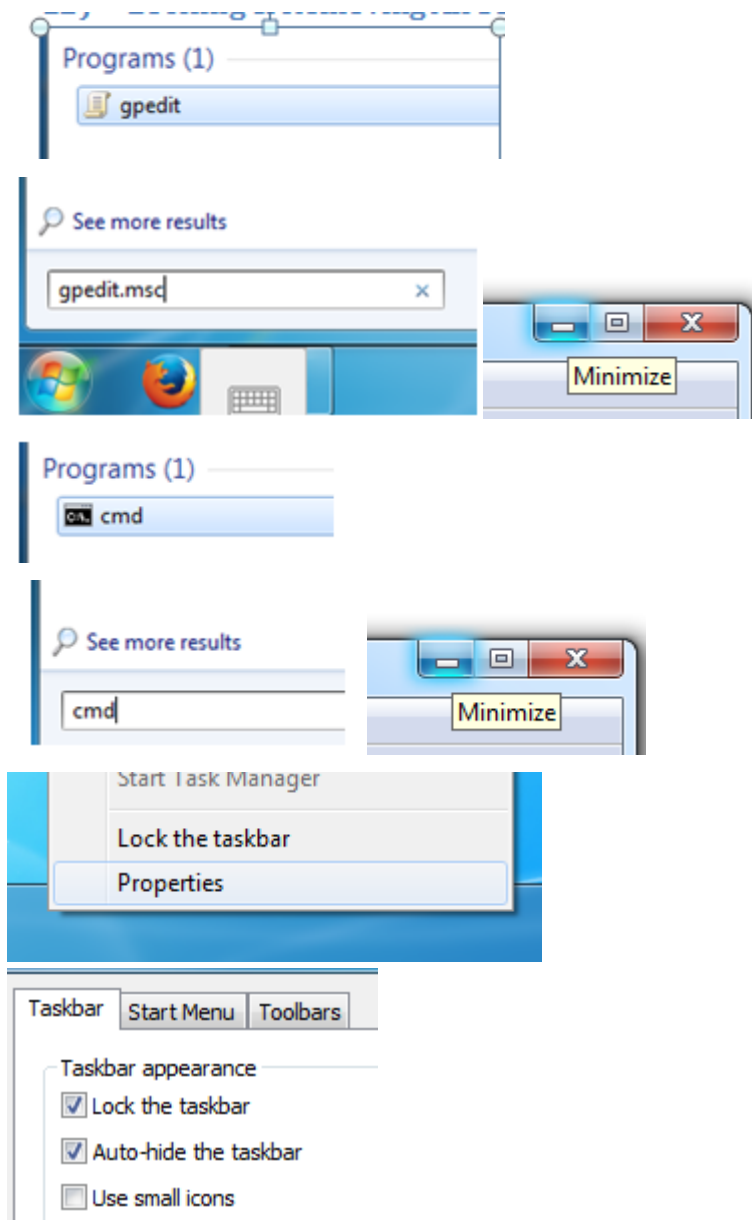 Programs (1)
gpedit
See more results
gpedit.msc
Minimize
Programs (1)
cmd
See more results
cmd
Minimize
Start Task Manager
Lock the taskbar
Properties
Taskbar Start Menu Toolbars
Taskbar appearance
Lock the taskbar
Auto-hide the taskbar
Use small icons